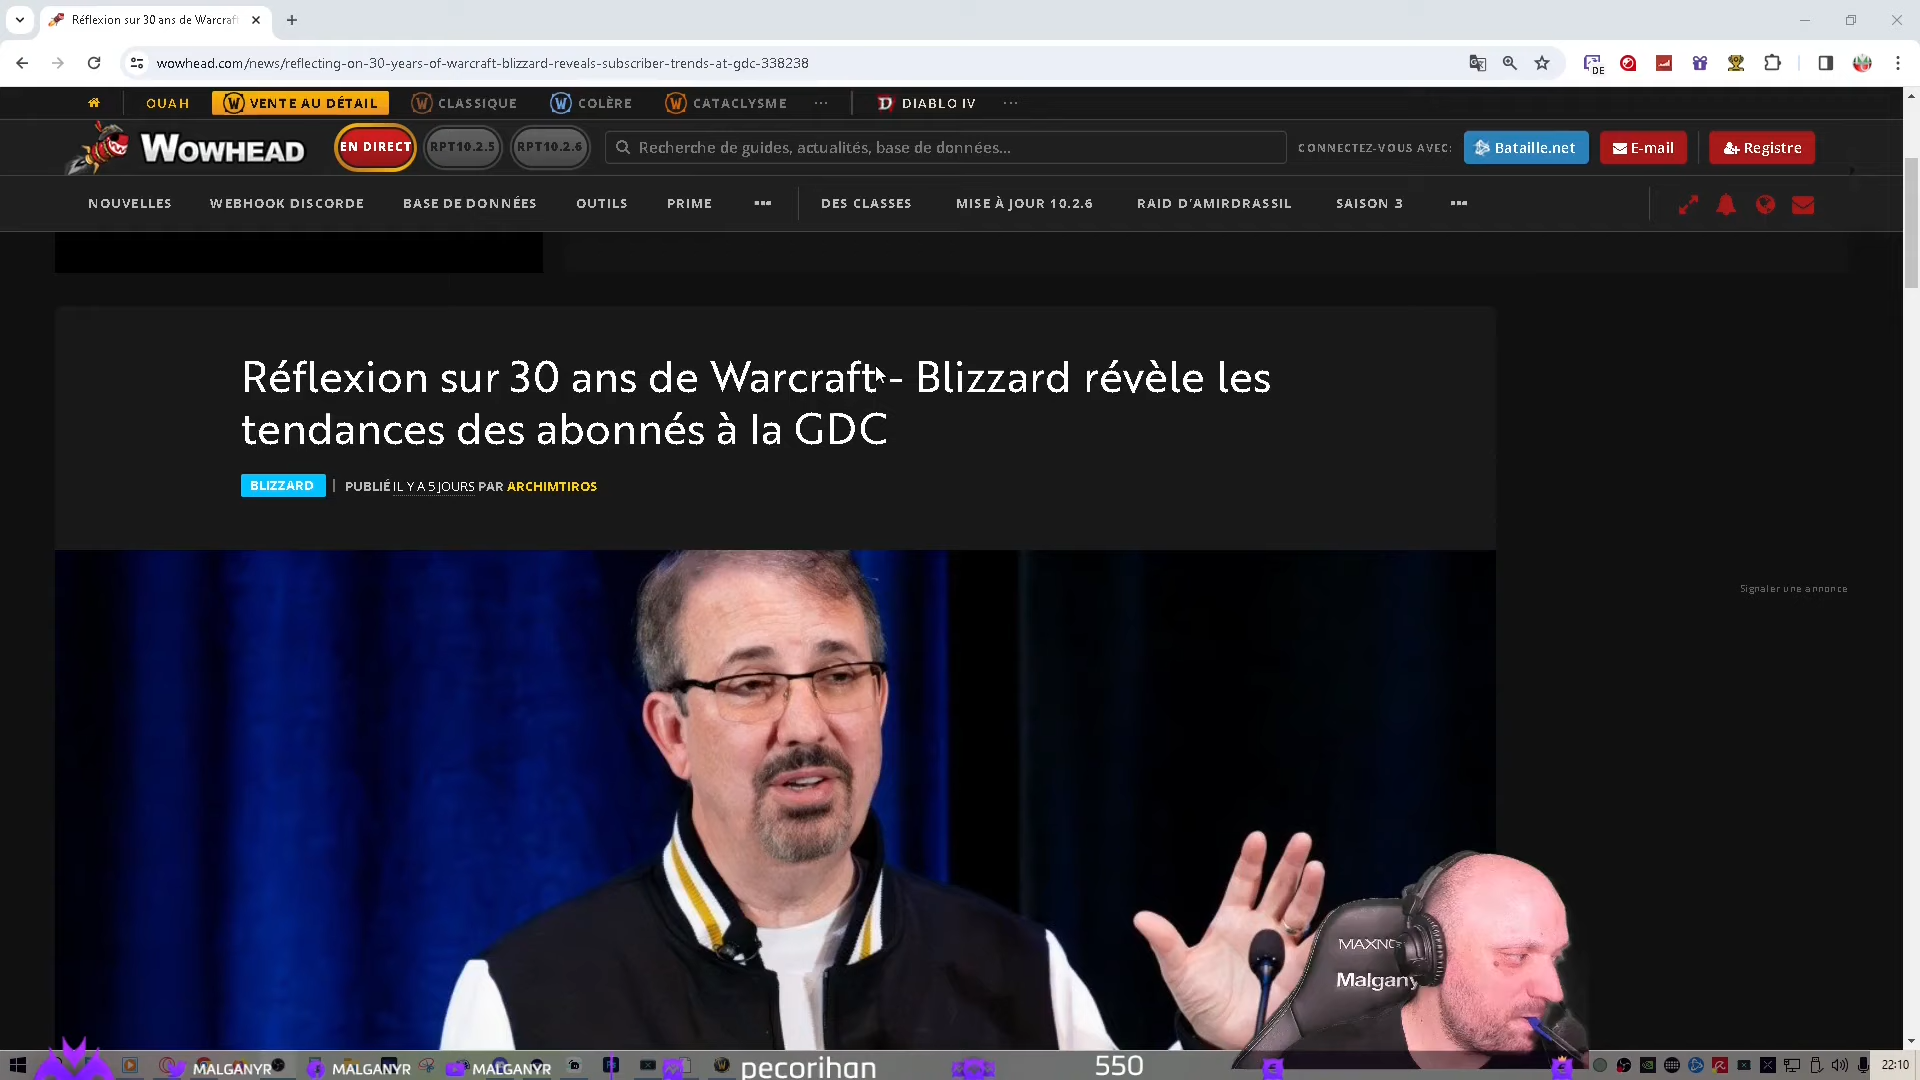 Réflexion sur 30 ans de Warcraft
wowhead.com/news/reflecting-on-30-years-of-warcraft-blizzard-reveals-subscriber-trends-at-gdc-338238
DE
OUAH
VENTE AU DÉTAIL
CLASSIQUE
COLÈRE
CATACLYSME
DIABLO IV
WOWHEAD
EN DIRECT
RPT10.2.5
RPT10.2.6
Recherche de guides, actualités, base de données...
CONNECTEZ-VOUS AVEC:
Bataille.net
E-mail
Registre
NOUVELLES
WEBHOOK DISCORDE
BASE DE DONNÉES
OUTILS
PRIME
DES CLASSES
MISE À JOUR 10.2.6
RAID D'AMIRDRASSIL
SAISON 3
Réflexion sur 30 ans de Warcraft - Blizzard révèle les
tendances des abonnés à la GDC
BLIZZARD | PUBLIÉ IL Y A 5 JOURS PAR ARCHIMTIROS
Signaler une annonce
MAXNO
Malgany
MALGANYR
MALGANYR
MALGANYR
pecorihan
550
22:10